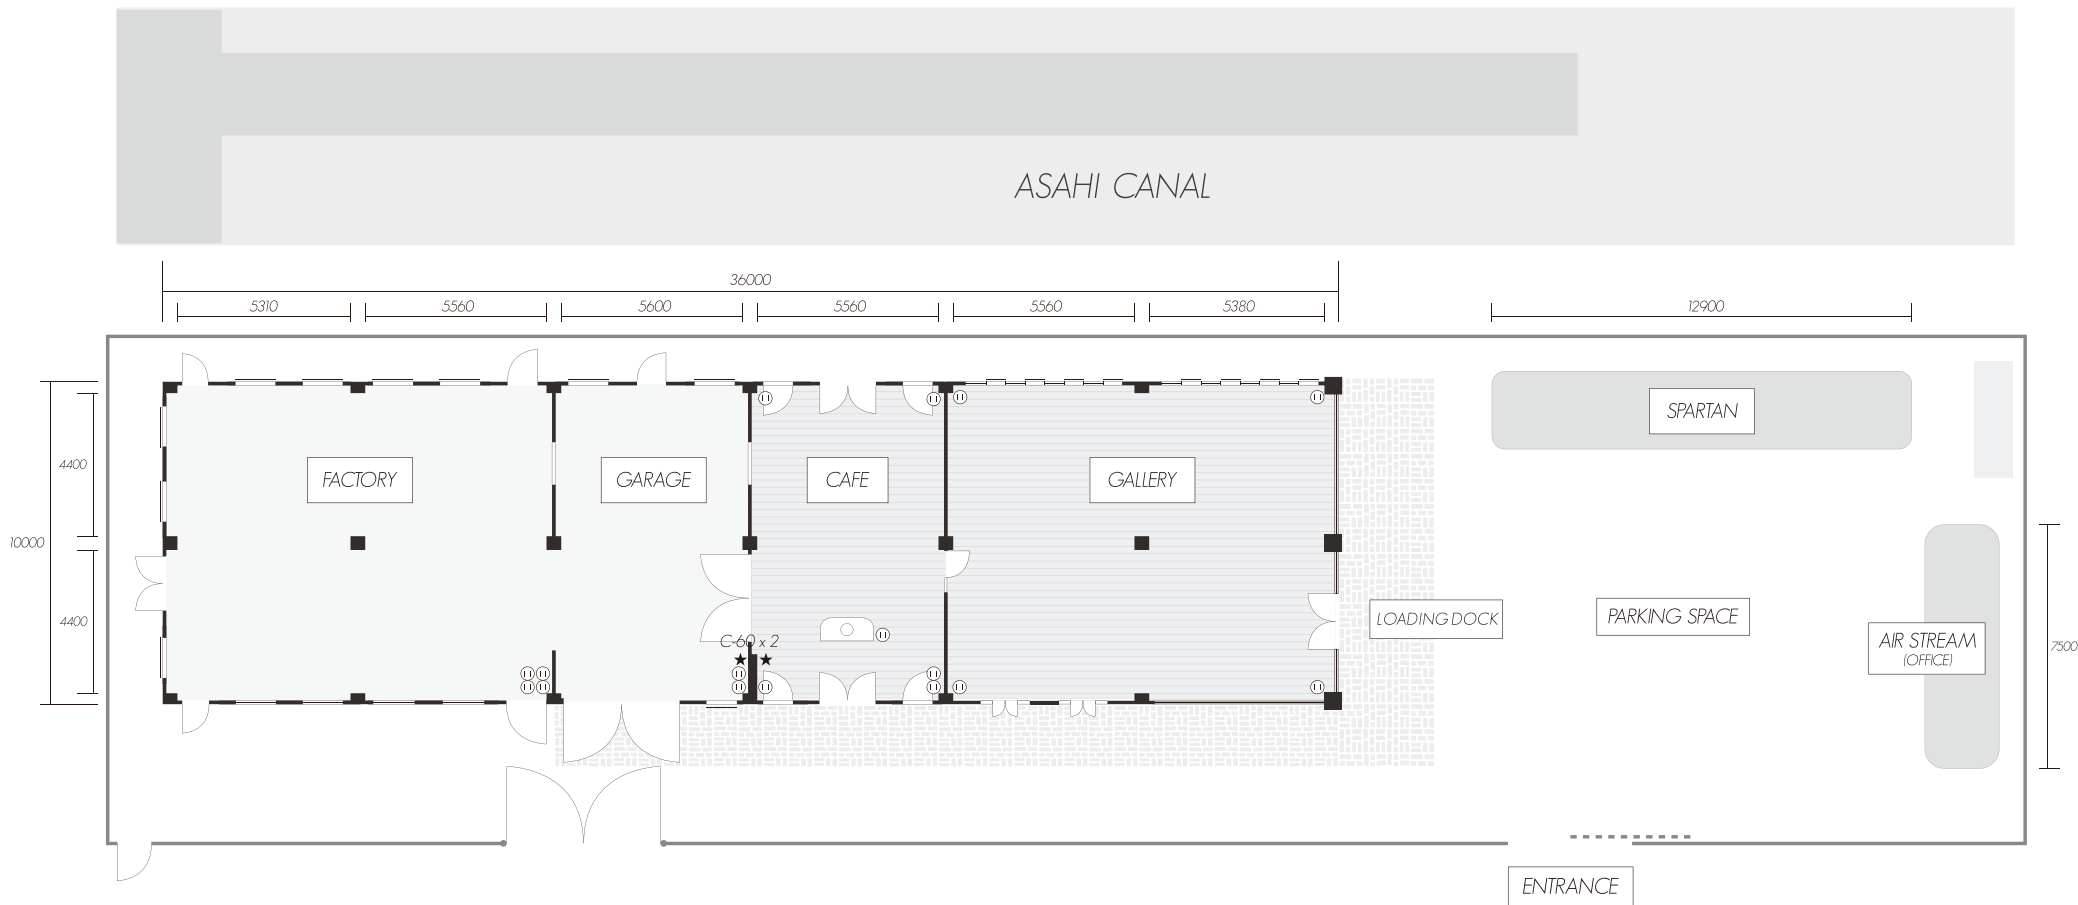 ASAHI CANAL
36000
5310
5560
5600
5560
5560
5380
12900
SPARTAN
4400
FACTORY
GARAGE
CAFE
GALLERY
10000
LOADING DOCK
PARKING SPACE
4400
C-60 x 2
★ ★
AIR STREAM
(OFFICE)
7500
ENTRANCE